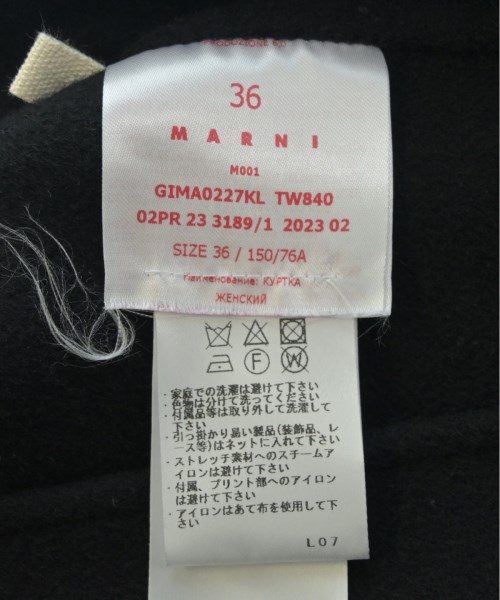 36
MARNI
M001
GIMA0227KL TW840
02PR 23 3189/1 2023 02
SIZE 36 / 150/76A
Наименование: КУРТКА
ЖЕНСКИЙ
F W
・家庭での洗濯は避けて下さい
・色物は分けて洗ってください
・付属品等は取り外して洗濯して
下さい
・引っ掛かり易い製品(装飾品、レ
ース等)はネットに入れて下さい
・ストレッチ素材へのスチームア
イロンは避けて下さい
・付属、プリント部へのアイロン
は避けて下さい
・アイロンはあて布を使用して下
さい
L07